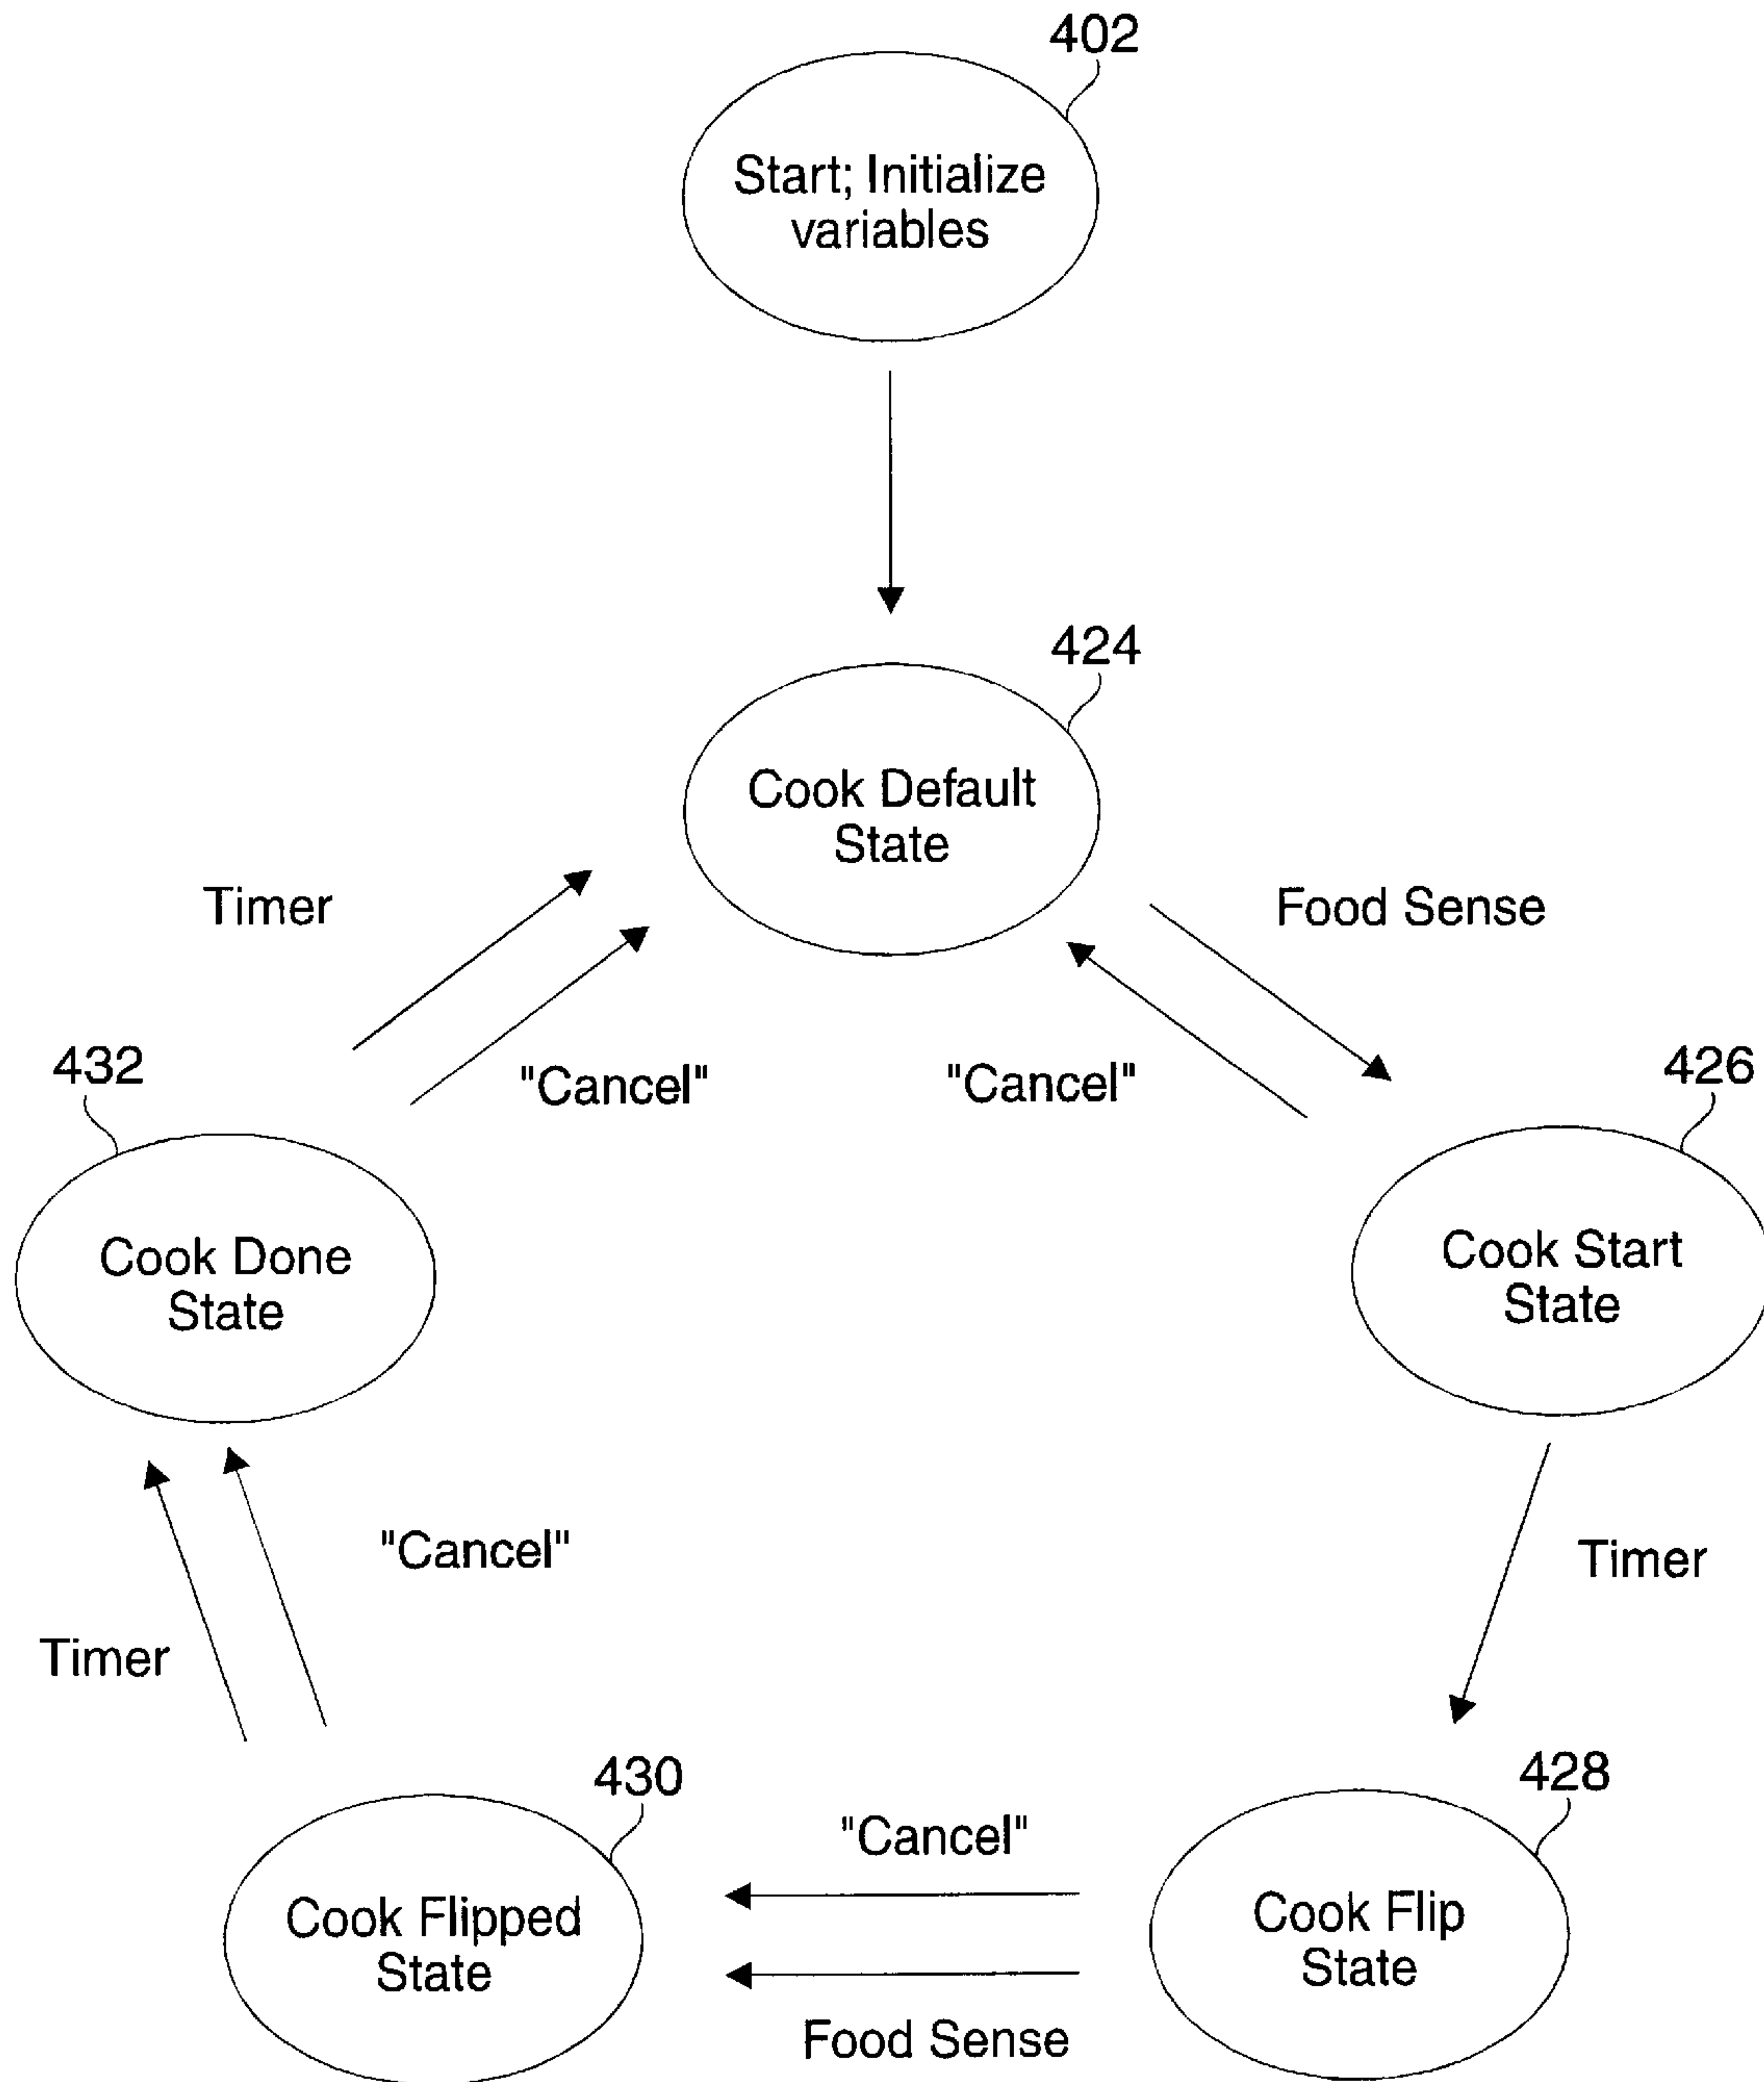 402
Start; Initialize
variables
424
Cook Default
State
Timer
Food Sense
"Cancel"
"Cancel"
432
426
Cook Done
State
Cook Start
State
"Cancel"
Timer
Timer
430
428
"Cancel"
Cook Flipped
State
Cook Flip
State
Food Sense